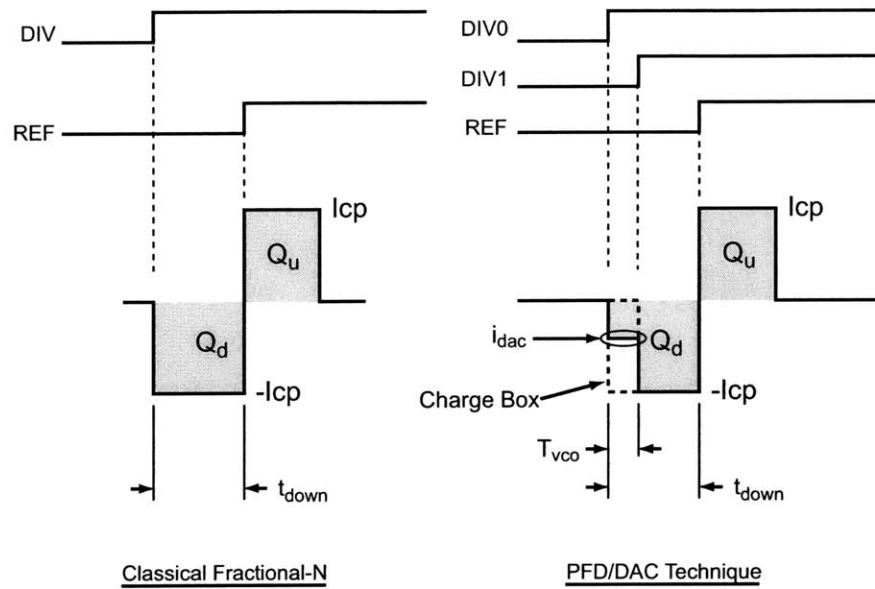 DIV
REF
Icp
Qu
Qd
-Icp
tdown
Classical Fractional-N
DIV0
DIV1
REF
Icp
Qu
idac
Qd
Charge Box
-Icp
Tvco
tdown
PFD/DAC Technique